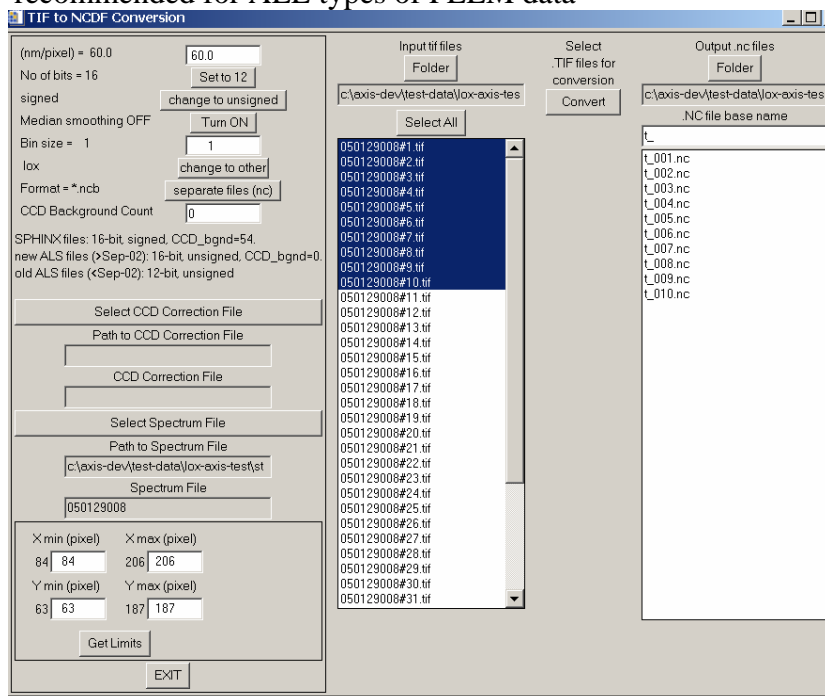 recommended for ALL types of PEEM data
TIF to NCDF Conversion
(nm/pixel) = 60.0
60.0
No of bits = 16
Set to 12
signed
change to unsigned
Median smoothing OFF
Turn ON
Bin size = 1
1
lox
change to other
Format = *.ncb
separate files (nc)
CCD Background Count
0
SPHINX files: 16-bit, signed, CCD_bgnd=54.
new ALS files (>Sep-02): 16-bit, unsigned, CCD_bgnd=0.
old ALS files (<Sep-02): 12-bit, unsigned
Select CCD Correction File
Path to CCD Correction File
CCD Correction File
Select Spectrum File
Path to Spectrum File
c:\axis-dev\test-data\lox-axis-test\st
Spectrum File
050129008
X min (pixel)
X max (pixel)
84
84
206
206
Y min (pixel)
Y max (pixel)
63
63
187
187
Get Limits
EXIT
Input tif files
Folder
c:\axis-dev\test-data\lox-axis-tes
Select All
050129008#1.tif
050129008#2.tif
050129008#3.tif
050129008#4.tif
050129008#5.tif
050129008#6.tif
050129008#7.tif
050129008#8.tif
050129008#9.tif
050129008#10.tif
050129008#11.tif
050129008#12.tif
050129008#13.tif
050129008#14.tif
050129008#15.tif
050129008#16.tif
050129008#17.tif
050129008#18.tif
050129008#19.tif
050129008#20.tif
050129008#21.tif
050129008#22.tif
050129008#23.tif
050129008#24.tif
050129008#25.tif
050129008#26.tif
050129008#27.tif
050129008#28.tif
050129008#29.tif
050129008#30.tif
050129008#31.tif
Select
.TIF files for
conversion
Convert
Output .nc files
Folder
c:\axis-dev\test-data\lox-axis-tes
.NC file base name
t_
t_001.nc
t_002.nc
t_003.nc
t_004.nc
t_005.nc
t_006.nc
t_007.nc
t_008.nc
t_009.nc
t_010.nc